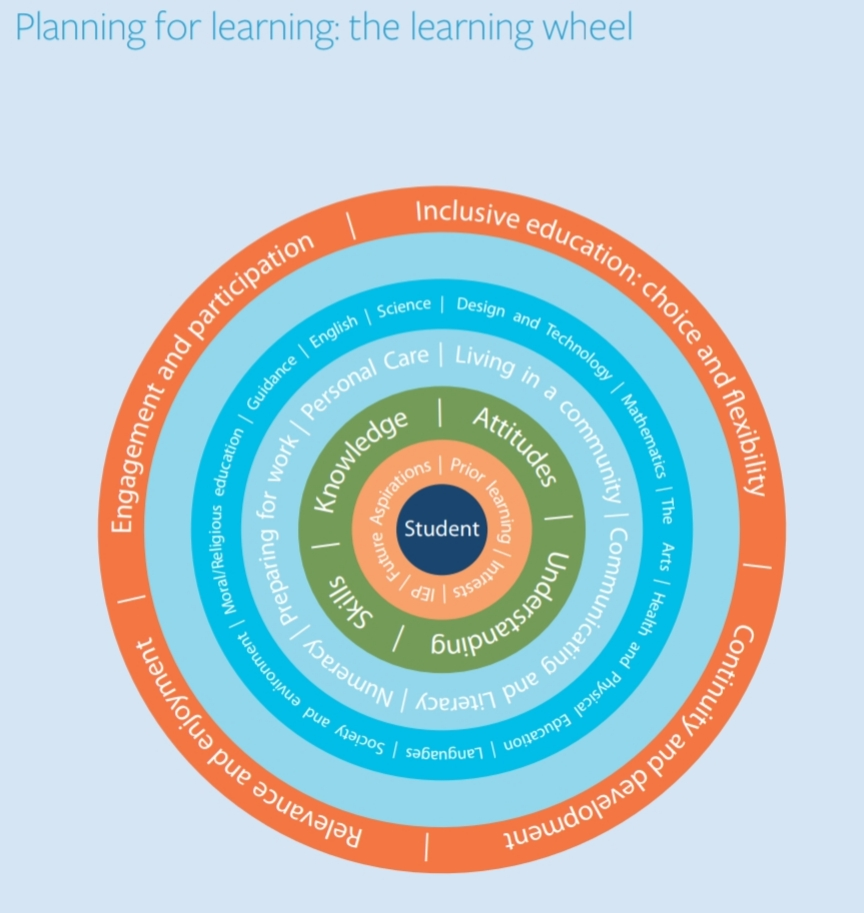 Planning for learning: the learning wheel
Engagement and participation | Inclusive education: choice and flexibility | Continuity and development | Relevance and enjoyment |
Science | Design and Technology | Mathematics | The Arts | Health and Physical Education | Languages | Society and environment | Moral/Religious education | Guidance | English |
Personal Care | Living in a community | Communicating and Literacy | Numeracy | Preparing for work |
Knowledge | Attitudes | Understanding | Skills |
Future Aspirations | Prior learning | Intrests | IEP |
Student